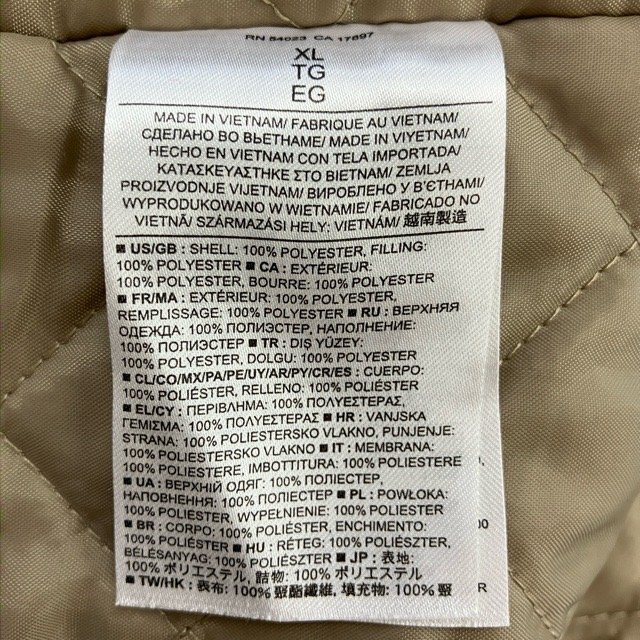 RN 54023 CA 17897
XL
TG
EG
MADE IN VIETNAM/ FABRIQUE AU VIETNAM/
СДЕЛАНО ВО ВЬЕТНАМЕ/ MADE IN VİYETNAM/
HECHO EN VIETNAM CON TELA IMPORTADA/
ΚΑΤΑΣΚΕΥΑΣΤΗΚΕ ΣΤΟ ΒΙΕΤΝΑΜ/ ZEMLJA
PROIZVODNJE VIJETNAM/ ВИРОБЛЕНО У В'ЄТНАМІ/
WYPRODUKOWANO W WIETNAMIE/ FABRICADO NO
VIETNÃ/ SZÁRMAZÁSI HELY: VIETNÁM/ 越南製造
■ US/GB : SHELL: 100% POLYESTER, FILLING:
100% POLYESTER ■ CA : EXTÉRIEUR:
100% POLYESTER, BOURRE: 100% POLYESTER
■ FR/MA : EXTÉRIEUR: 100% POLYESTER,
REMPLISSAGE: 100% POLYESTER ■ RU : ВЕРХНЯЯ
ОДЕЖДА: 100% ПОЛИЭСТЕР, НАПОЛНЕНИЕ:
100% ПОЛИЭСТЕР ■ TR : DIŞ YÜZEY:
100% POLYESTER, DOLGU: 100% POLYESTER
■ CL/CO/MX/PA/PE/UY/AR/PY/CR/ES : CUERPO:
100% POLIÉSTER, RELLENO: 100% POLIÉSTER
■ EL/CY : ΠΕΡΙΒΛΗΜΑ: 100% ΠΟΛΥΕΣΤΕΡΑΣ,
ΓΕΜΙΣΜΑ: 100% ΠΟΛΥΕΣΤΕΡΑΣ ■ HR : VANJSKA
STRANA: 100% POLIESTERSKO VLAKNO, PUNJENJE:
100% POLIESTERSKO VLAKNO ■ IT : MEMBRANA:
100% POLIESTERE, IMBOTTITURA: 100% POLIESTERE
■ UA : ВЕРХНІЙ ОДЯГ: 100% ПОЛІЕСТЕР,
НАПОВНЕННЯ: 100% ПОЛІЕСТЕР ■ PL : POWŁOKA:
100% POLIESTER, WYPEŁNIENIE: 100% POLIESTER
■ BR : CORPO: 100% POLIÉSTER, ENCHIMENTO:
100% POLIÉSTER ■ HU : RÉTEG: 100% POLIÉSZTER,
BÉLÉSANYAG: 100% POLIÉSZTER ■ JP : 表地:
100% ポリエステル, 詰物: 100% ポリエステル
■ TW/HK : 表布: 100% 聚酯纖維, 填充物: 100% 聚